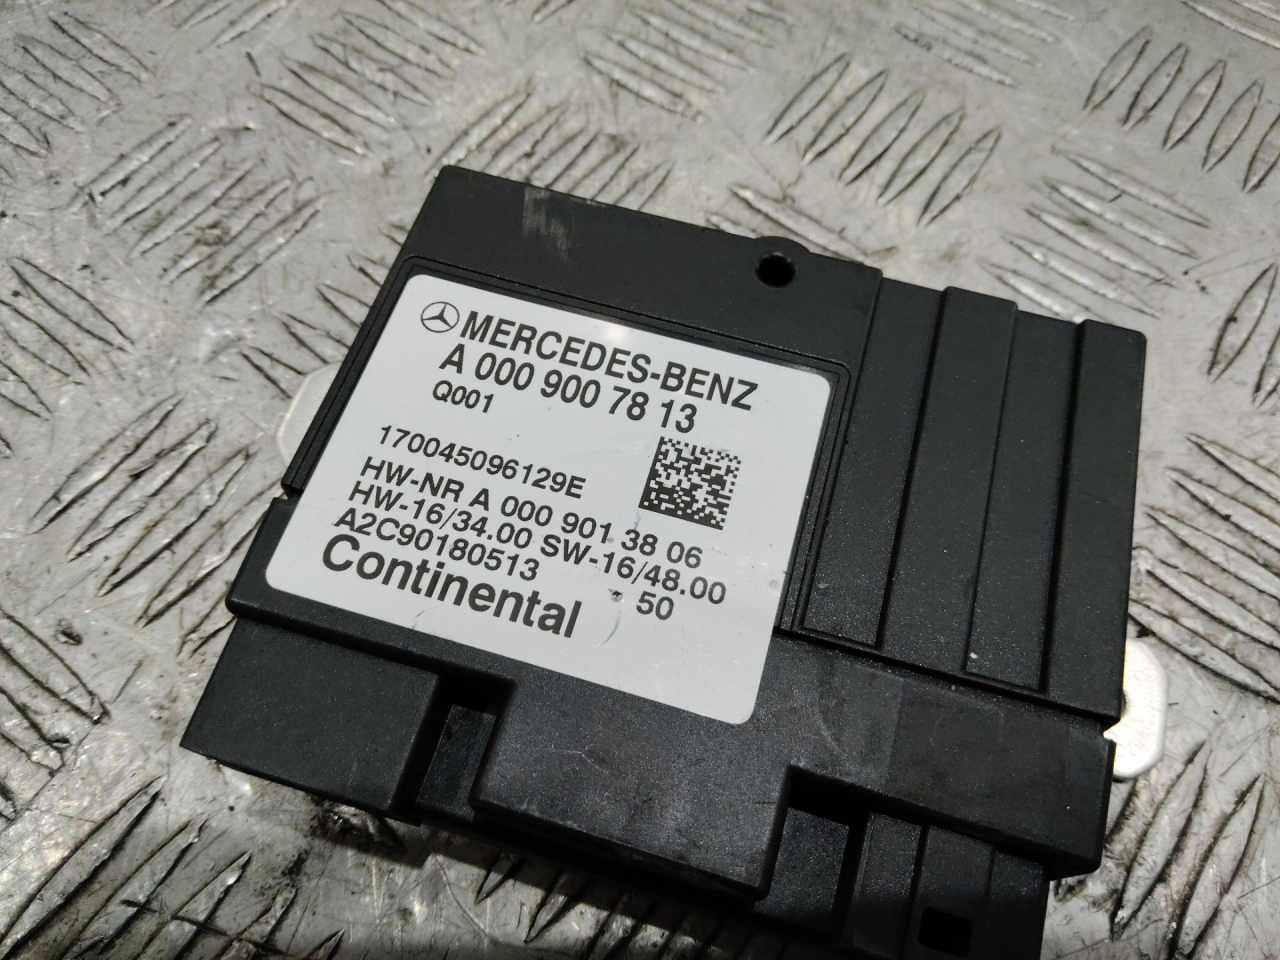 MERCEDES-BENZ
A 000 900 78 13
Q001
170045096129E
HW-NR A 000 901 38 06
HW-16/34.00 SW-16/48.00
A2C90180513 50
Continental